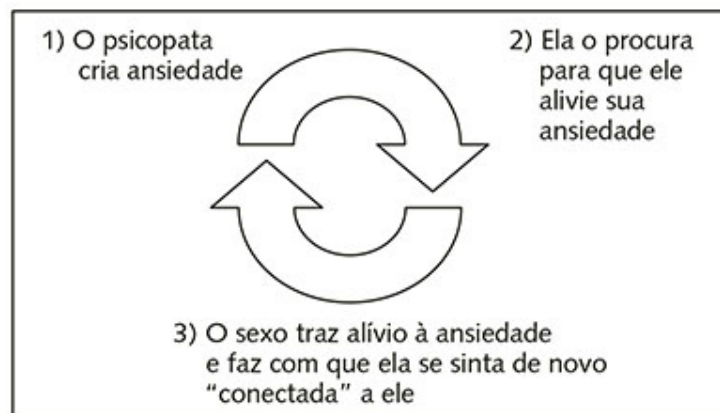 1) O psicopata
cria ansiedade
2) Ela o procura
para que ele
alivie sua
ansiedade
3) O sexo traz alívio à ansiedade
e faz com que ela se sinta de novo
“conectada” a ele